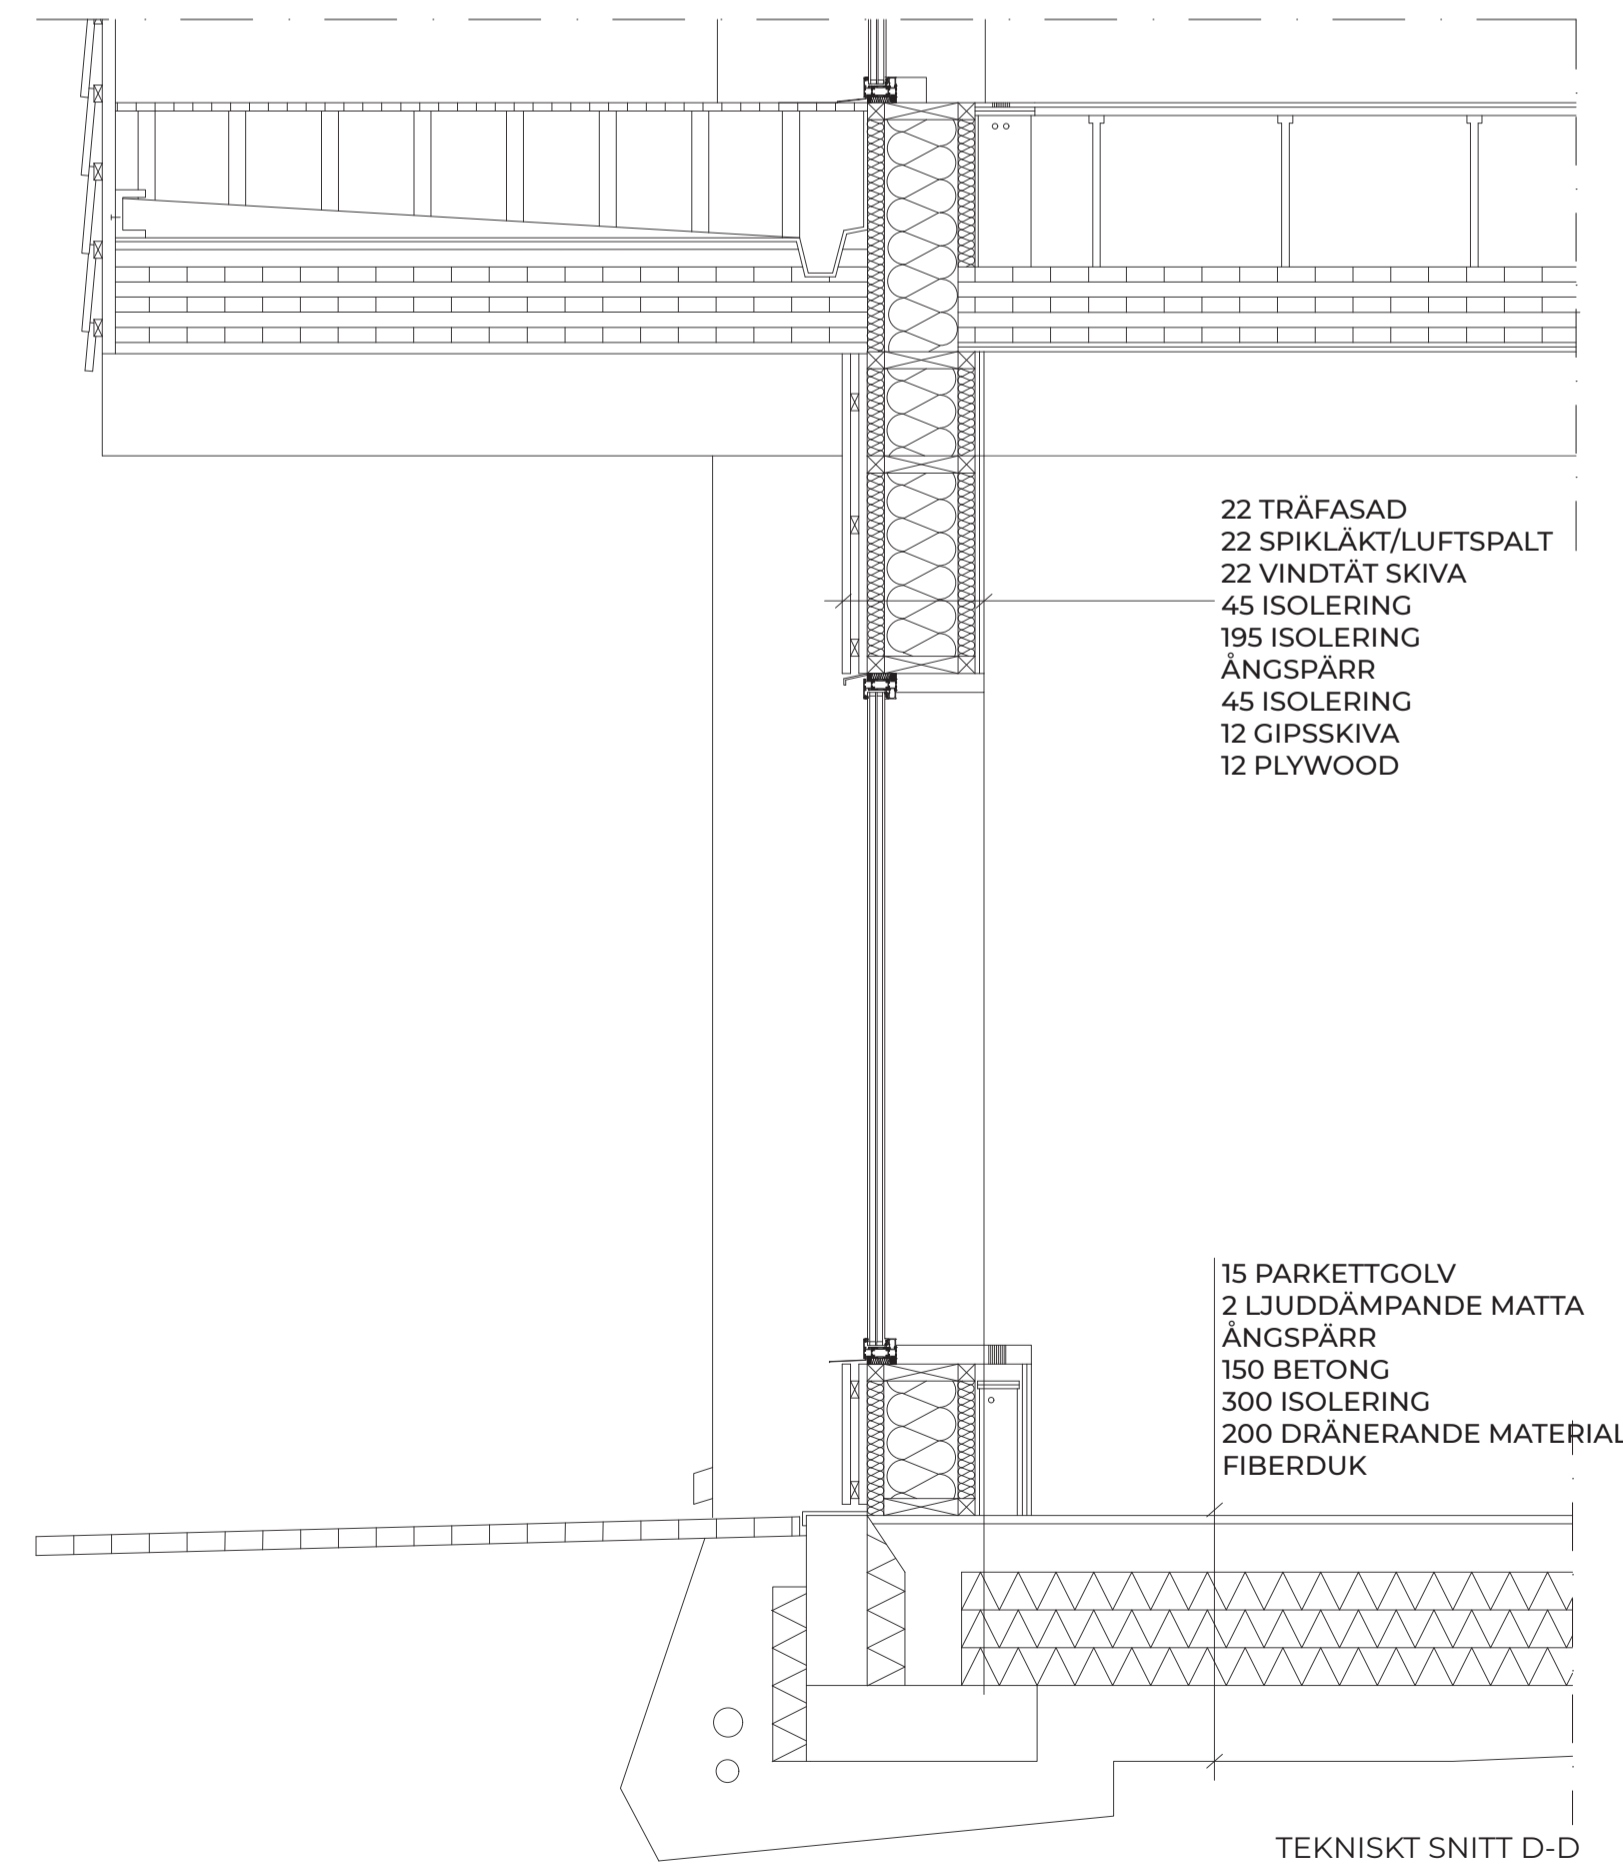 22 TRÄFASAD
22 SPIKLÄKT/LUFTSPALT
22 VINDTÄT SKIVA
45 ISOLERING
195 ISOLERING
ÅNGSPÄRR
45 ISOLERING
12 GIPSSKIVA
12 PLYWOOD
15 PARKETTGOLV
2 LJUDDÄMPANDE MATTA
ÅNGSPÄRR
150 BETONG
300 ISOLERING
200 DRÄNERANDE MATERIAL
FIBERDUK
TEKNISKT SNITT D-D